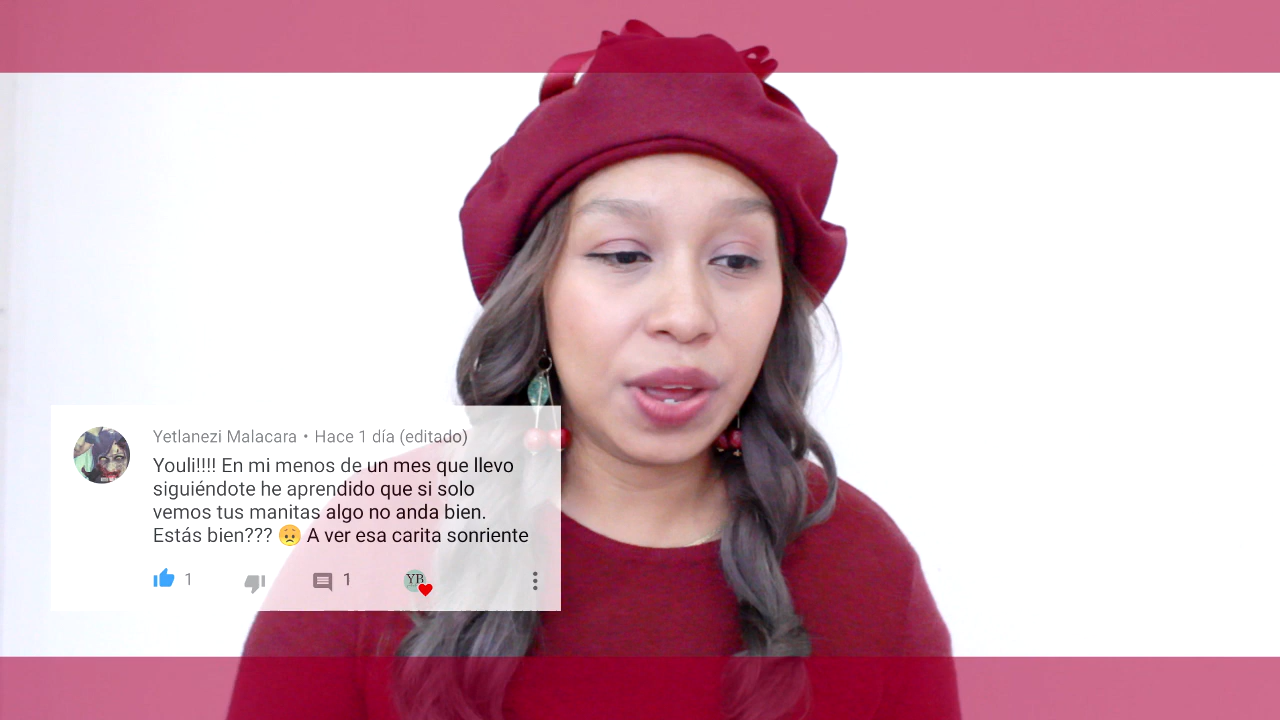 Yetlanezi Malacara • Hace 1 día (editado)
Youli!!!! En mi menos de un mes que llevo
siguiéndote he aprendido que si solo
vemos tus manitas algo no anda bien.
Estás bien??? 😟 A ver esa carita sonriente
1
1
YB